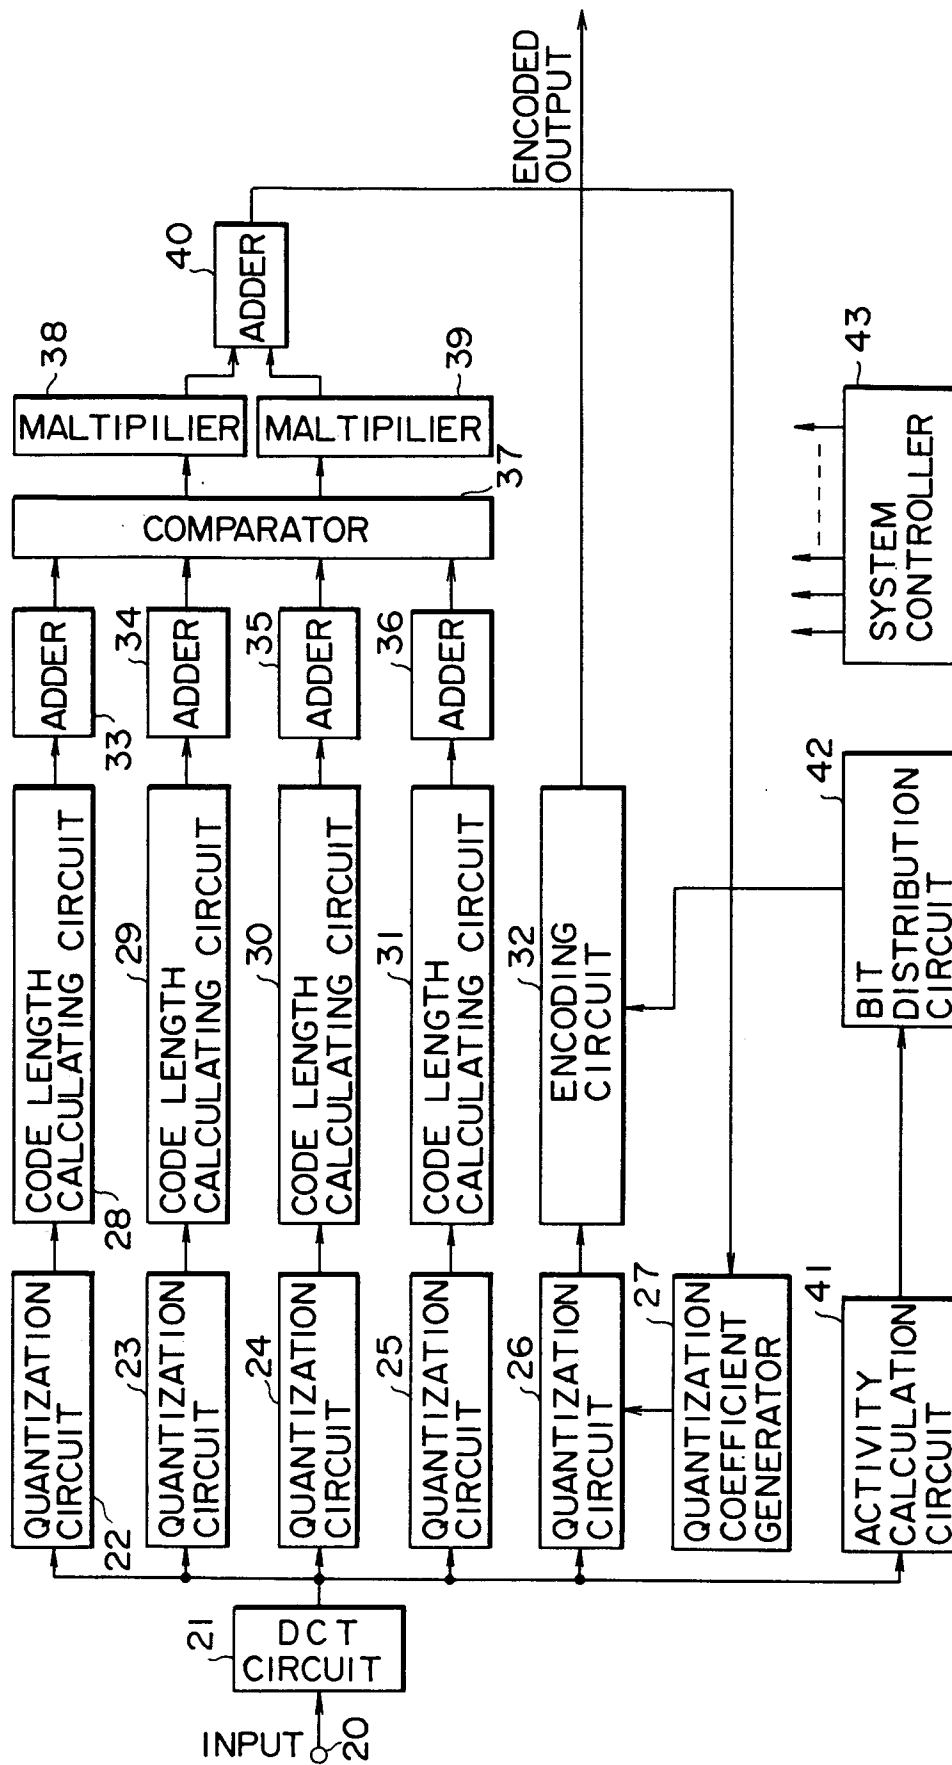 INPUT
20
21
DCT
CIRCUIT
QUANTIZATION
CIRCUIT
22
QUANTIZATION
CIRCUIT
23
QUANTIZATION
CIRCUIT
24
QUANTIZATION
CIRCUIT
25
QUANTIZATION
CIRCUIT
26
QUANTIZATION
COEFFICIENT
GENERATOR
27
ACTIVITY
CALCULATION
CIRCUIT
41
CODE LENGTH
CALCULATING CIRCUIT
28
CODE LENGTH
CALCULATING CIRCUIT
29
CODE LENGTH
CALCULATING CIRCUIT
30
CODE LENGTH
CALCULATING CIRCUIT
31
ENCODING
CIRCUIT
32
BIT
DISTRIBUTION
CIRCUIT
42
ADDER
33
ADDER
34
ADDER
35
ADDER
36
COMPARATOR
37
MALTIPILIER
38
MALTIPILIER
39
ADDER
40
ENCODED
OUTPUT
SYSTEM
CONTROLLER
43